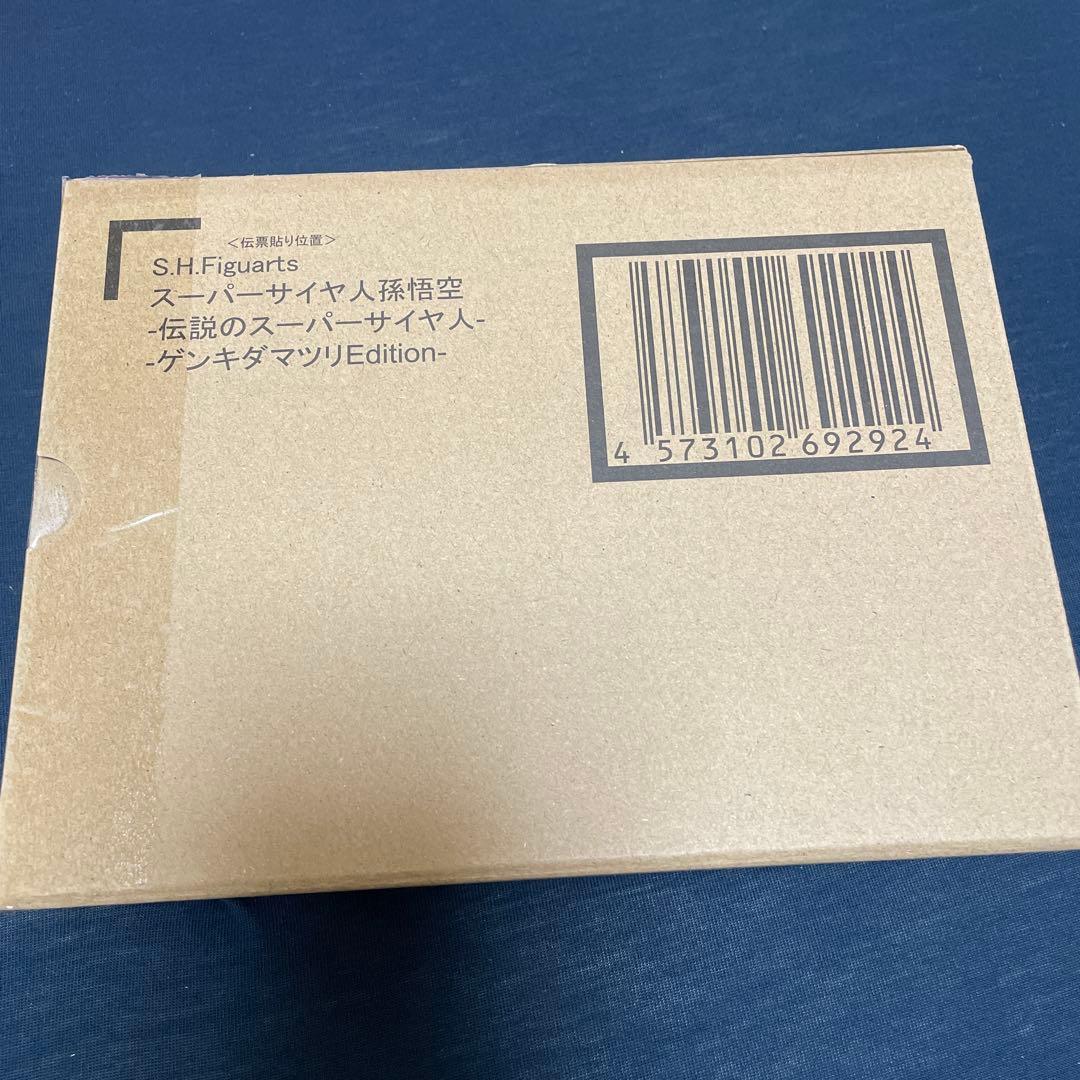 <伝票貼り位置>
S.H.Figuarts
スーパーサイヤ人孫悟空
-伝説のスーパーサイヤ人-
-ゲンキダマツリEdition-
4 573102 692924